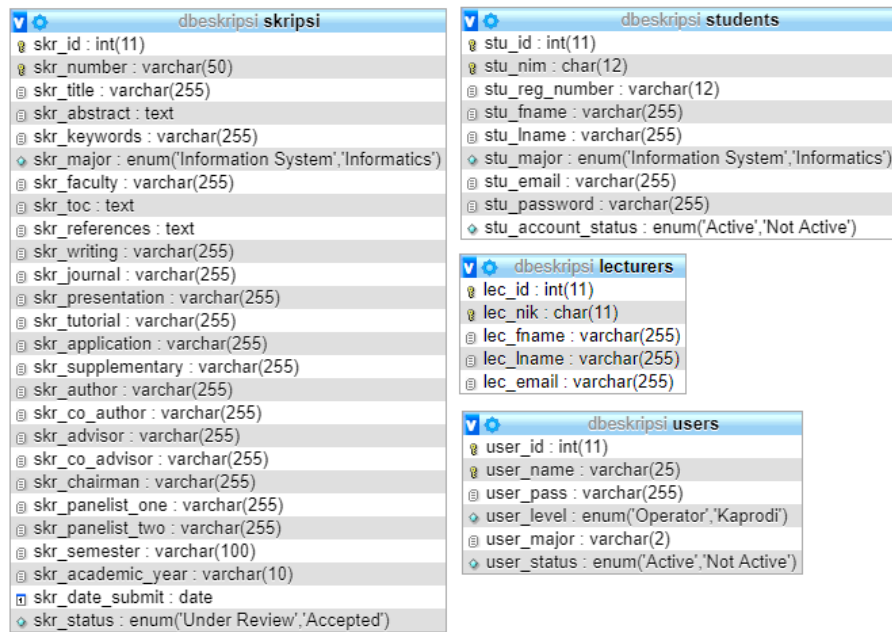 dbeskripsi skripsi
skr_id : int(11)
skr_number : varchar(50)
skr_title : varchar(255)
skr_abstract : text
skr_keywords : varchar(255)
skr_major : enum('Information System','Informatics')
skr_faculty : varchar(255)
skr_toc : text
skr_references : text
skr_writing : varchar(255)
skr_journal : varchar(255)
skr_presentation : varchar(255)
skr_tutorial : varchar(255)
skr_application : varchar(255)
skr_supplementary : varchar(255)
skr_author : varchar(255)
skr_co_author : varchar(255)
skr_advisor : varchar(255)
skr_co_advisor : varchar(255)
skr_chairman : varchar(255)
skr_panelist_one : varchar(255)
skr_panelist_two : varchar(255)
skr_semester : varchar(100)
skr_academic_year : varchar(10)
skr_date_submit : date
skr_status : enum('Under Review','Accepted')
dbeskripsi students
stu_id : int(11)
stu_nim : char(12)
stu_reg_number : varchar(12)
stu_fname : varchar(255)
stu_lname : varchar(255)
stu_major : enum('Information System','Informatics')
stu_email : varchar(255)
stu_password : varchar(255)
stu_account_status : enum('Active','Not Active')
dbeskripsi lecturers
lec_id : int(11)
lec_nik : char(11)
lec_fname : varchar(255)
lec_lname : varchar(255)
lec_email : varchar(255)
dbeskripsi users
user_id : int(11)
user_name : varchar(25)
user_pass : varchar(255)
user_level : enum('Operator','Kaprodi')
user_major : varchar(2)
user_status : enum('Active','Not Active')